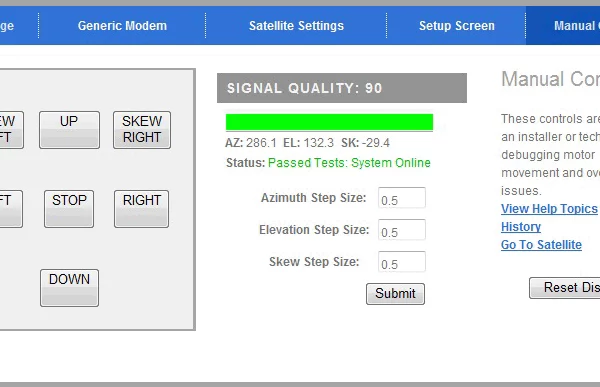 ge Generic Modem Satellite Settings Setup Screen Manual
EW UP SKEW
FT RIGHT
FT STOP RIGHT
DOWN
SIGNAL QUALITY: 90
AZ: 286.1 EL: 132.3 SK: -29.4
Status: Passed Tests: System Online
Azimuth Step Size: 0.5
Elevation Step Size: 0.5
Skew Step Size: 0.5
Submit
Manual Con
These controls are
an installer or tech
debugging motor
movement and ove
issues.
View Help Topics
History
Go To Satellite
Reset Dis